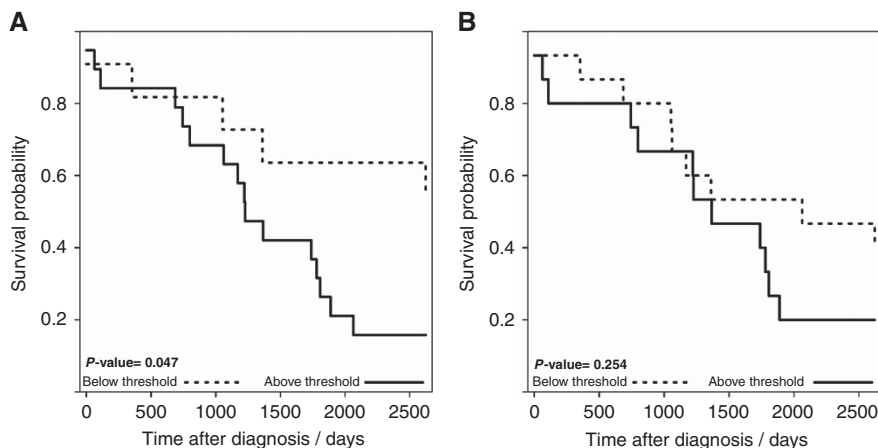 A
Survival probability
0.8
0.6
0.4
0.2
P-value= 0.047
Below threshold
Above threshold
0 500 1000 1500 2000 2500
Time after diagnosis / days
B
Survival probability
0.8
0.6
0.4
0.2
P-value= 0.254
Below threshold
Above threshold
0 500 1000 1500 2000 2500
Time after diagnosis / days